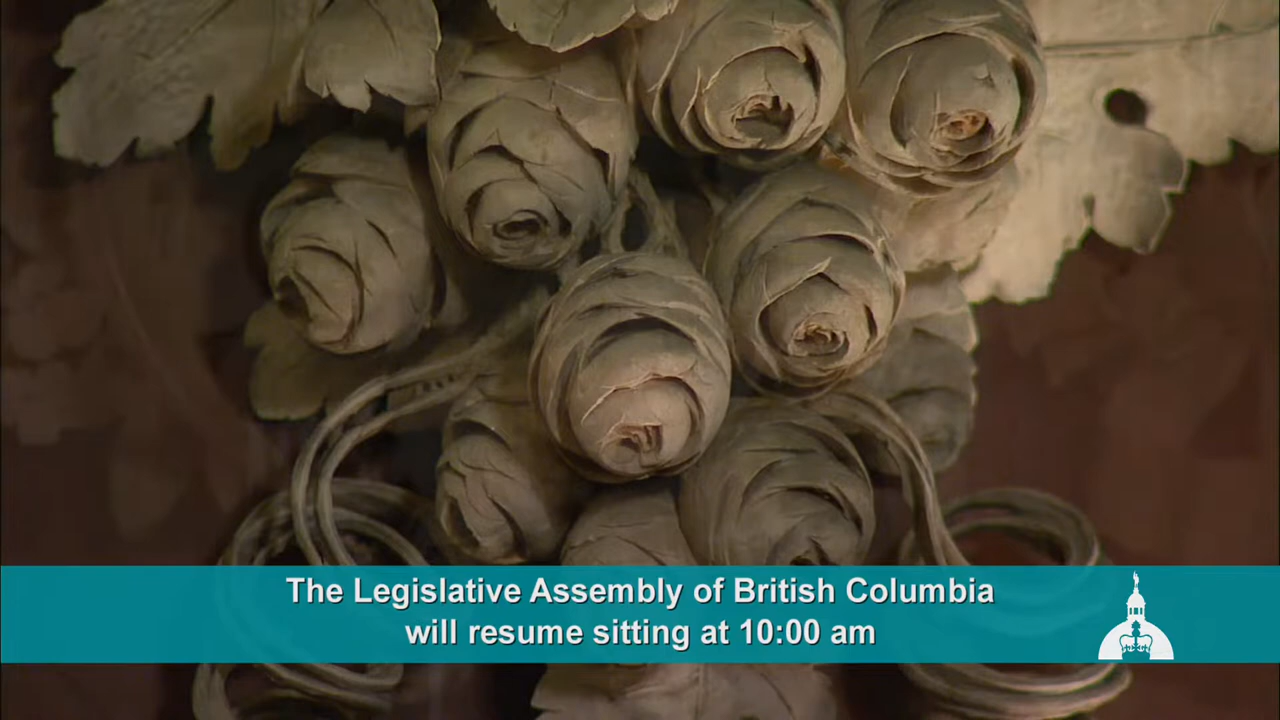 The Legislative Assembly of British Columbia
will resume sitting at 10:00 am